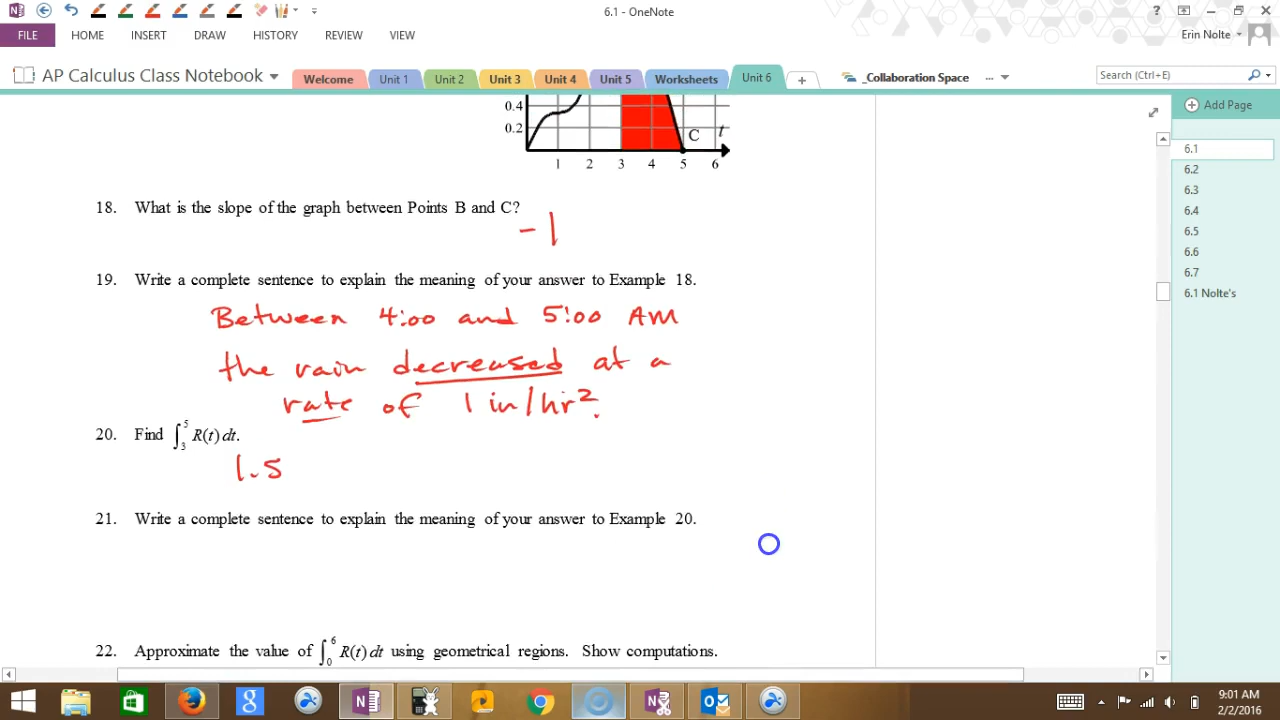 6.1 - OneNote
FILE HOME INSERT DRAW HISTORY REVIEW VIEW
Erin Nolte
AP Calculus Class Notebook Welcome Unit 1 Unit 2 Unit 3 Unit 4 Unit 5 Worksheets Unit 6 _Collaboration Space ...
Search (Ctrl+E)
Add Page
6.1
6.2
6.3
6.4
6.5
6.6
6.7
6.1 Nolte's
0.4
0.2
C t
1 2 3 4 5 6
18. What is the slope of the graph between Points B and C?
-1
19. Write a complete sentence to explain the meaning of your answer to Example 18.
Between 4:00 and 5:00 AM
the rain decreased at a
rate of 1 in/hr².
20. Find ∫₃⁵ R(t) dt.
1.5
21. Write a complete sentence to explain the meaning of your answer to Example 20.
22. Approximate the value of ∫₀⁶ R(t) dt using geometrical regions. Show computations.
9:01 AM
2/2/2016